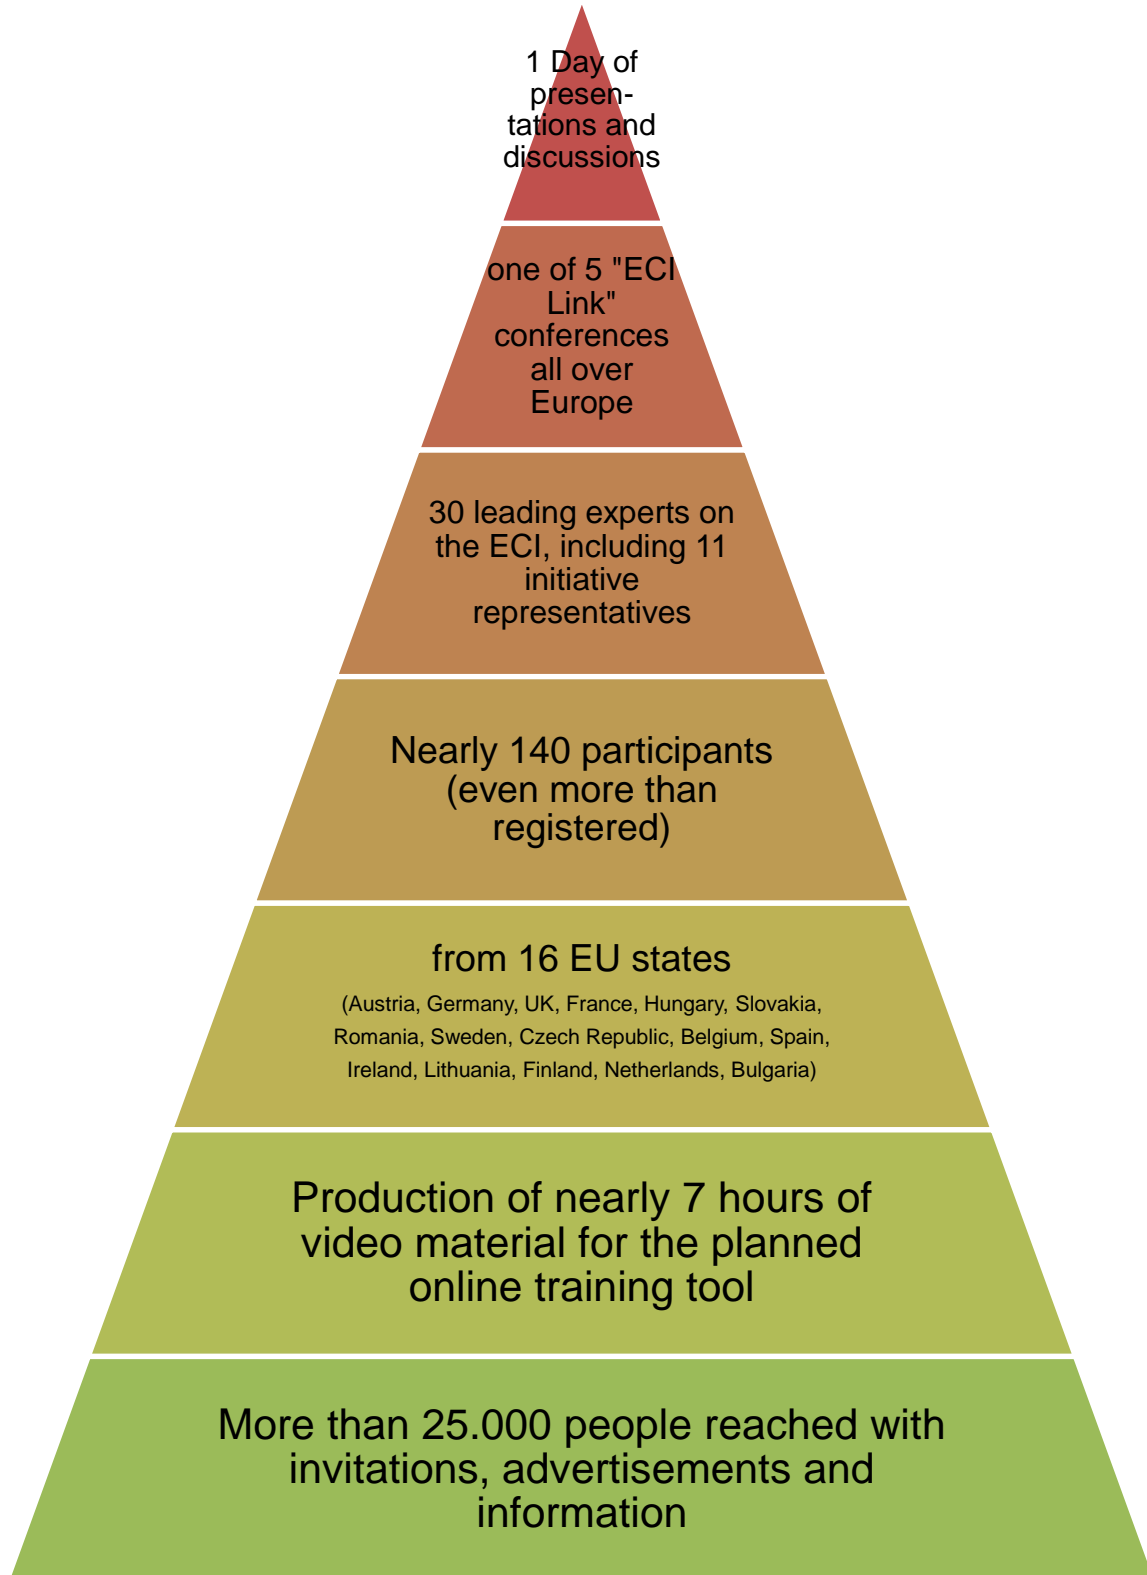 1 Day of
presen-
tations and
discussions
one of 5 "ECI
Link"
conferences
all over
Europe
30 leading experts on
the ECI, including 11
initiative
representatives
Nearly 140 participants
(even more than
registered)
from 16 EU states
(Austria, Germany, UK, France, Hungary, Slovakia,
Romania, Sweden, Czech Republic, Belgium, Spain,
Ireland, Lithuania, Finland, Netherlands, Bulgaria)
Production of nearly 7 hours of
video material for the planned
online training tool
More than 25.000 people reached with
invitations, advertisements and
information